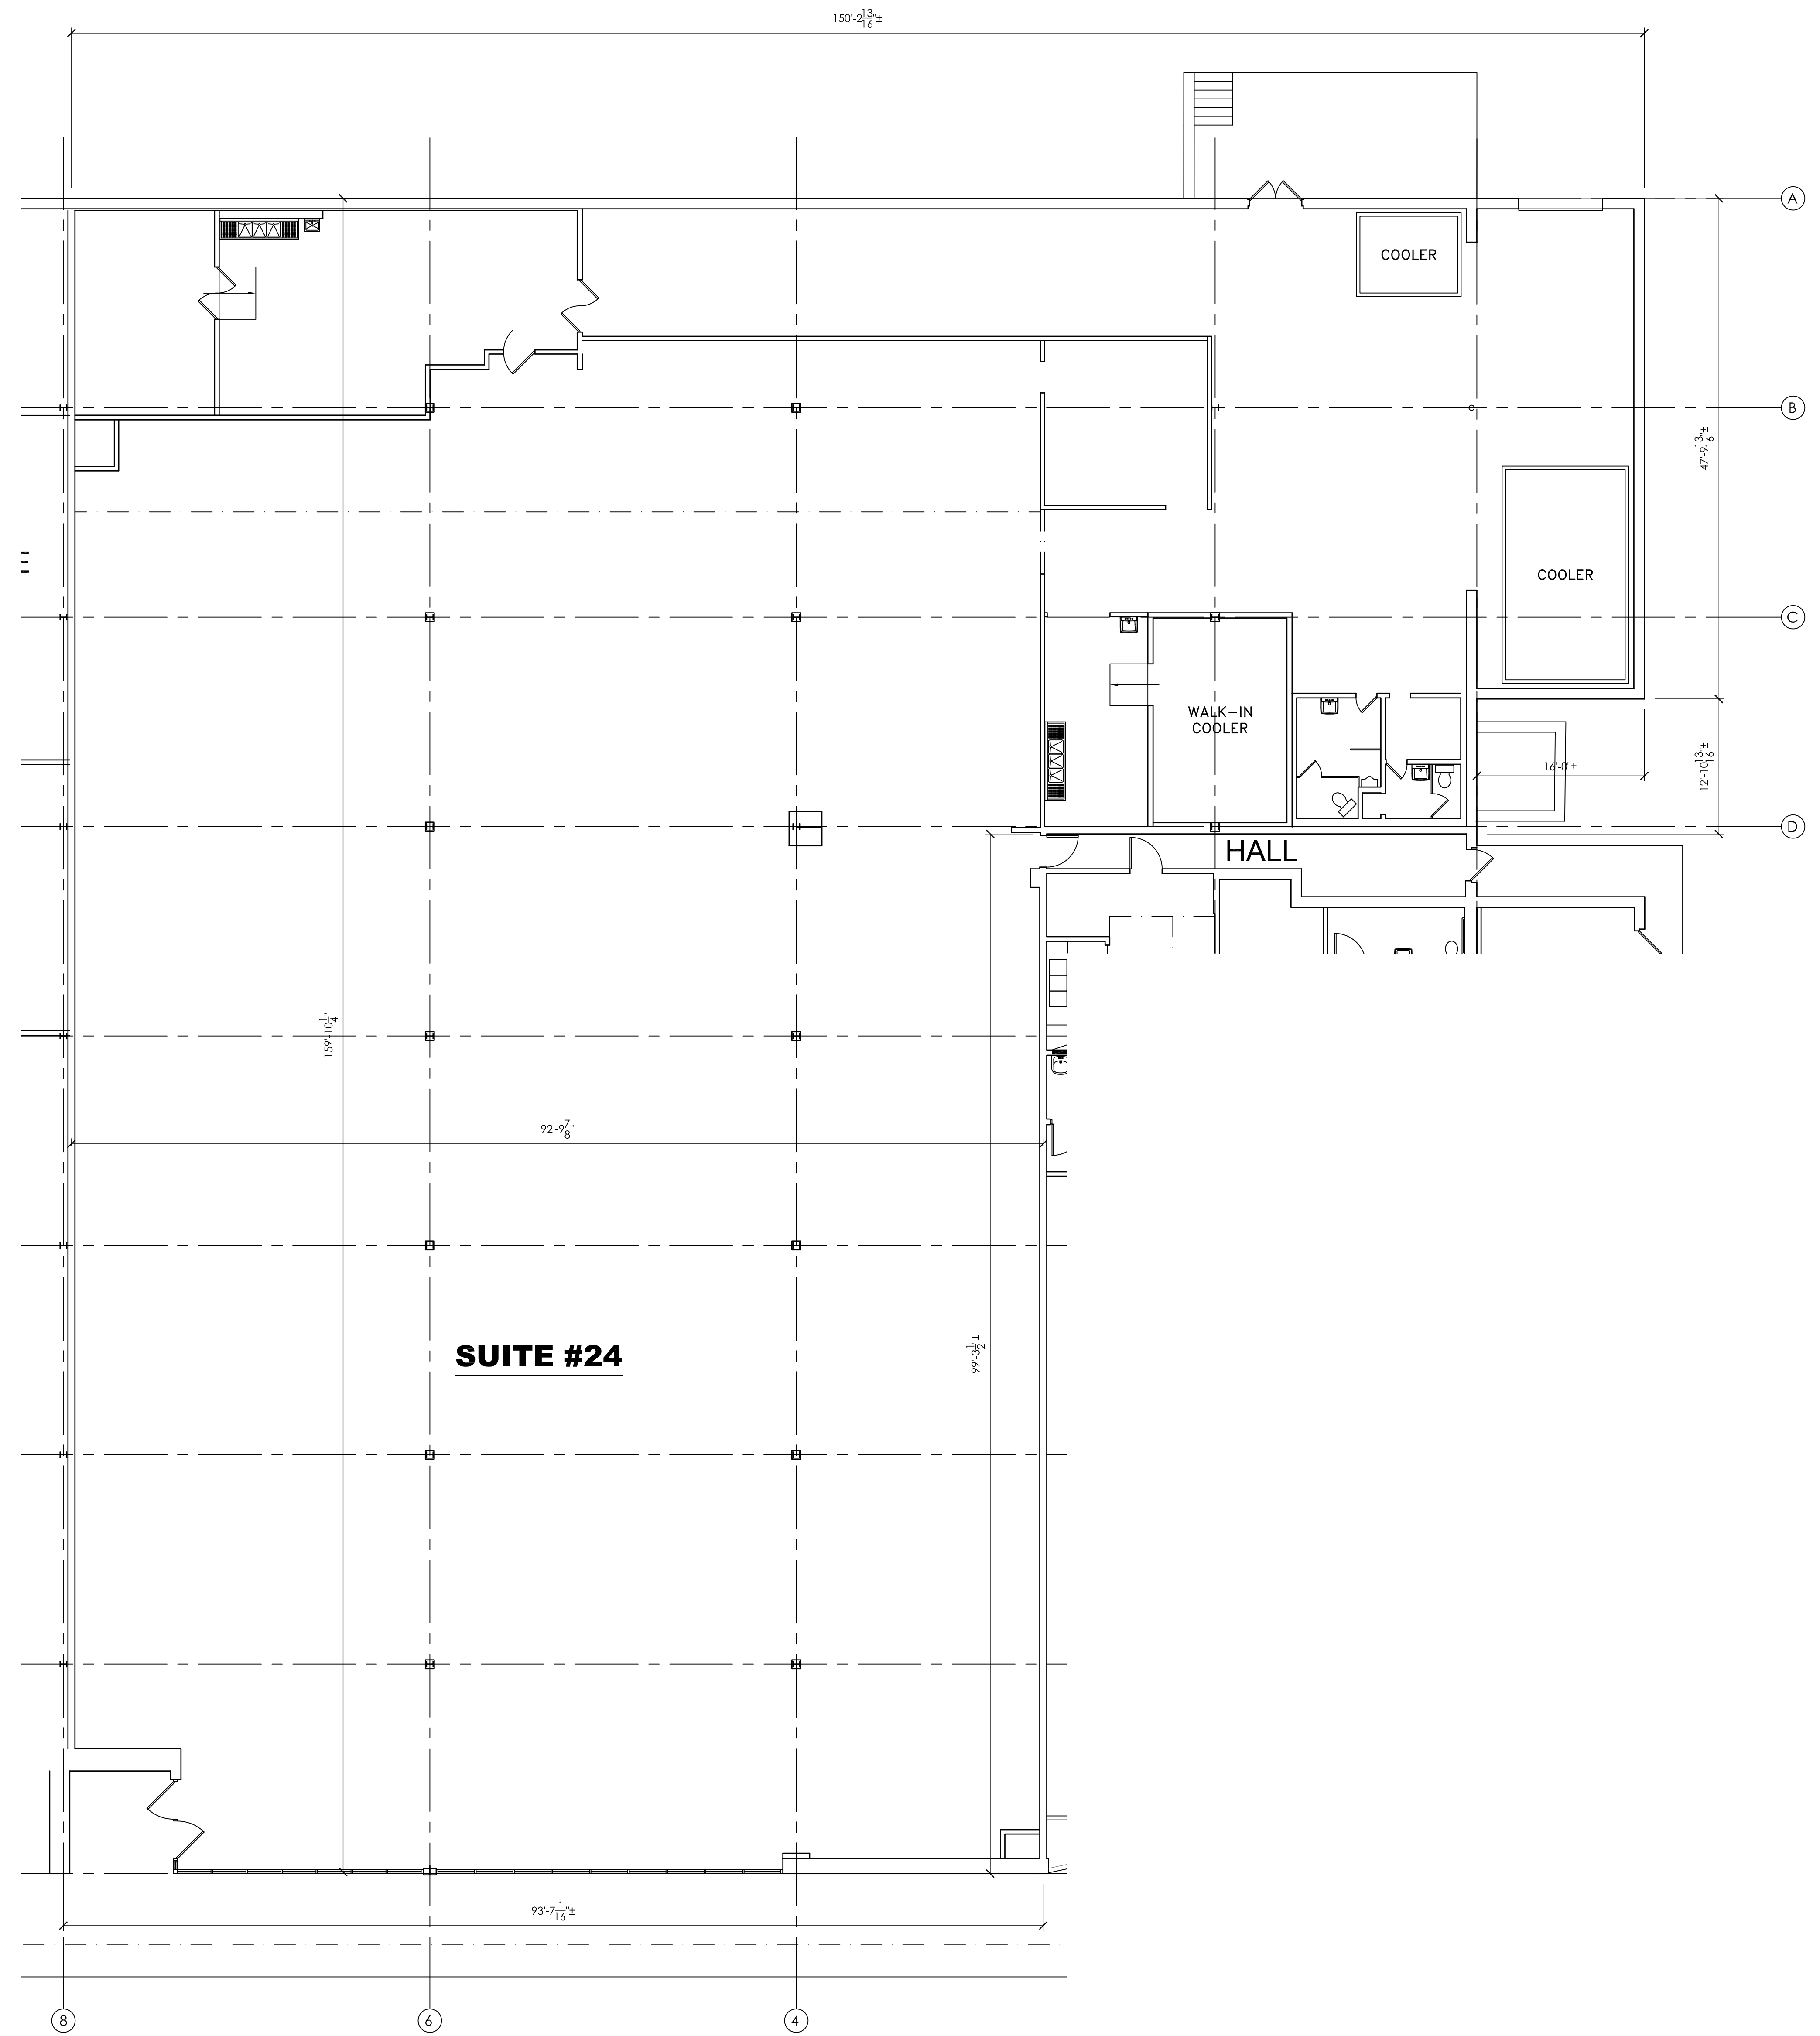 150'-2 13/16"±
A
COOLER
B
47'-9 13/16"±
E
COOLER
C
WALK-IN
COOLER
12'-10 13/16"±
16'-0"±
D
HALL
159'-10 1/4"
92'-9 7/8"
SUITE #24
99'-3 1/2"±
93'-7 1/16"±
8
6
4